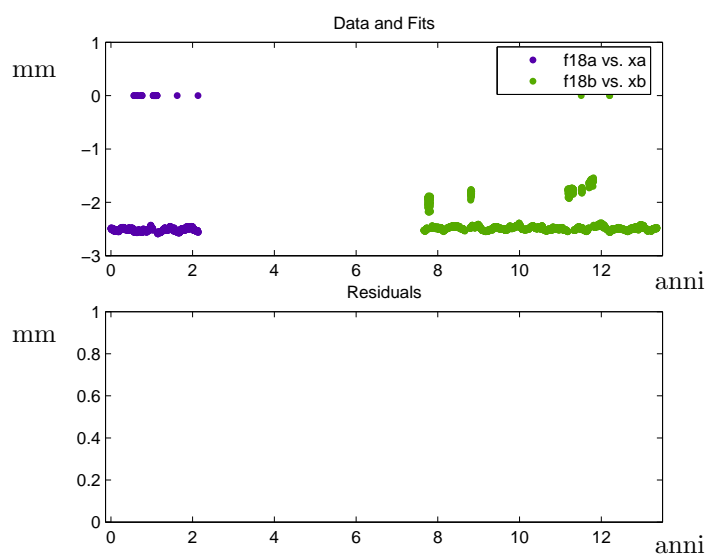 Data and Fits
mm
1
0
−1
−2
−3
f18a vs. xa
f18b vs. xb
0 2 4 6 8 10 12
anni
Residuals
mm
1
0.8
0.6
0.4
0.2
0
0 2 4 6 8 10 12
anni